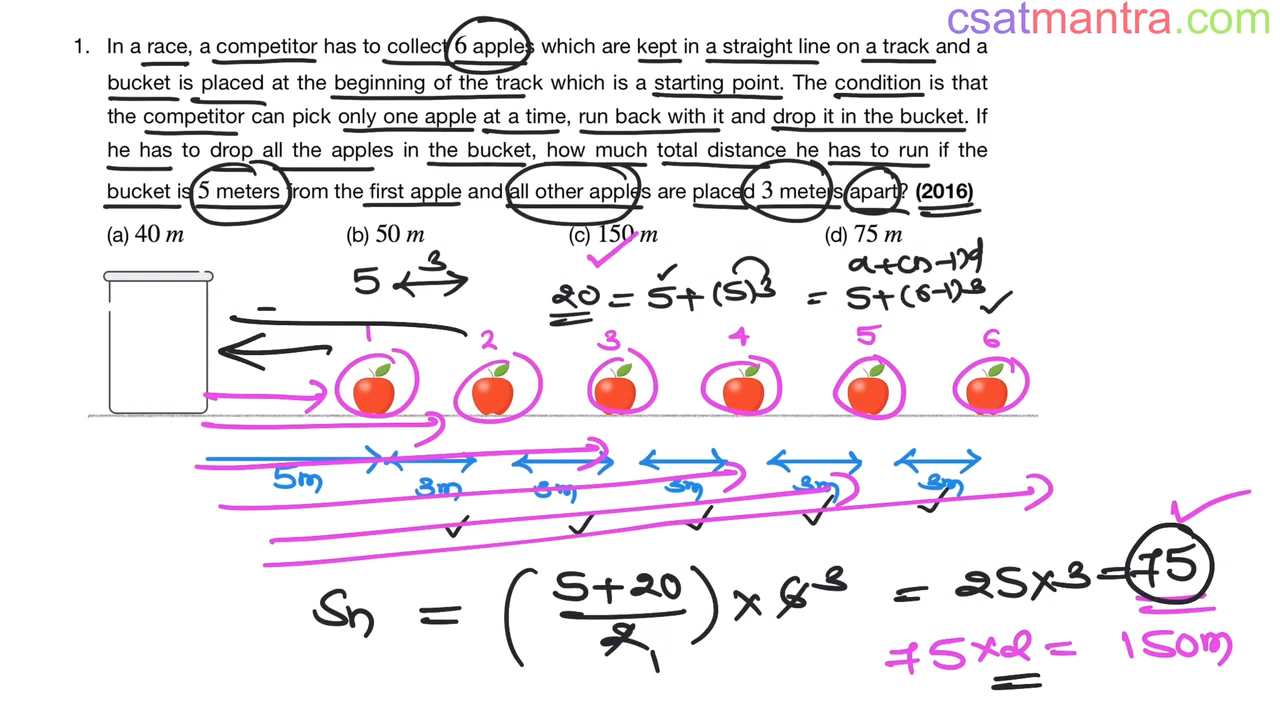 csatmantra.com
1. In a race, a competitor has to collect 6 apples which are kept in a straight line on a track and a
bucket is placed at the beginning of the track which is a starting point. The condition is that
the competitor can pick only one apple at a time, run back with it and drop it in the bucket. If
he has to drop all the apples in the bucket, how much total distance he has to run if the
bucket is 5 meters from the first apple and all other apples are placed 3 meters apart? (2016)
(a) 40 m (b) 50 m (c) 150 m (d) 75 m
a+(n-1)d
5 3 20 = 5+(5)3 = 5+(6-1)3
1 2 3 4 5 6
5m 3m 3m 3m 3m 3m
Sn = (5+20/2) × 6 3 = 25×3 = 75
1
75×2 = 150m